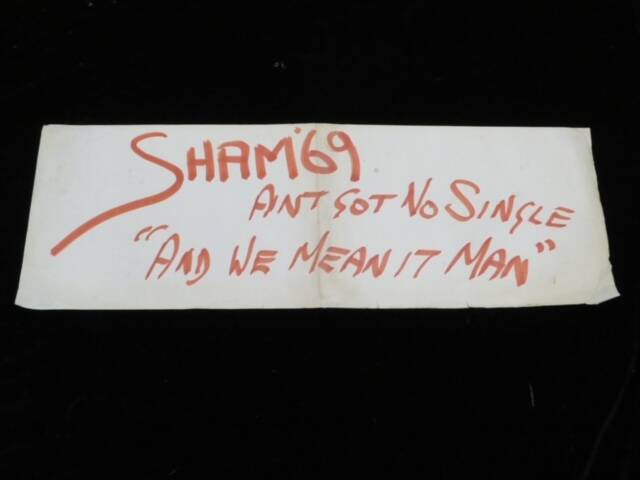 SHAM'69
AINT GOT NO SINGLE
"AND WE MEAN IT MAN"